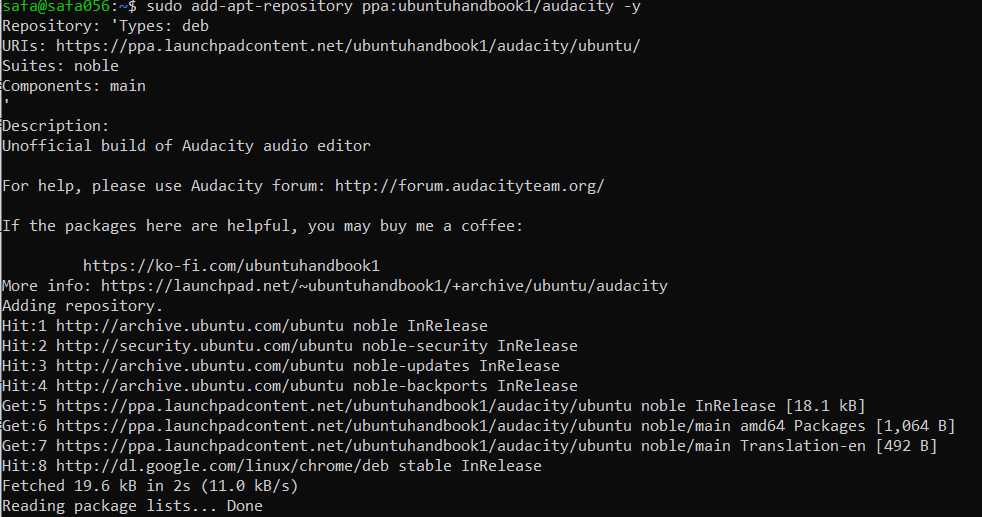 safa@safa056:~$ sudo add-apt-repository ppa:ubuntuhandbook1/audacity -y
Repository: 'Types: deb
URIs: https://ppa.launchpadcontent.net/ubuntuhandbook1/audacity/ubuntu/
Suites: noble
Components: main
'
Description:
Unofficial build of Audacity audio editor

For help, please use Audacity forum: http://forum.audacityteam.org/

If the packages here are helpful, you may buy me a coffee:

         https://ko-fi.com/ubuntuhandbook1
More info: https://launchpad.net/~ubuntuhandbook1/+archive/ubuntu/audacity
Adding repository.
Hit:1 http://archive.ubuntu.com/ubuntu noble InRelease
Hit:2 http://security.ubuntu.com/ubuntu noble-security InRelease
Hit:3 http://archive.ubuntu.com/ubuntu noble-updates InRelease
Hit:4 http://archive.ubuntu.com/ubuntu noble-backports InRelease
Get:5 https://ppa.launchpadcontent.net/ubuntuhandbook1/audacity/ubuntu noble InRelease [18.1 kB]
Get:6 https://ppa.launchpadcontent.net/ubuntuhandbook1/audacity/ubuntu noble/main amd64 Packages [1,064 B]
Get:7 https://ppa.launchpadcontent.net/ubuntuhandbook1/audacity/ubuntu noble/main Translation-en [492 B]
Hit:8 http://dl.google.com/linux/chrome/deb stable InRelease
Fetched 19.6 kB in 2s (11.0 kB/s)
Reading package lists... Done